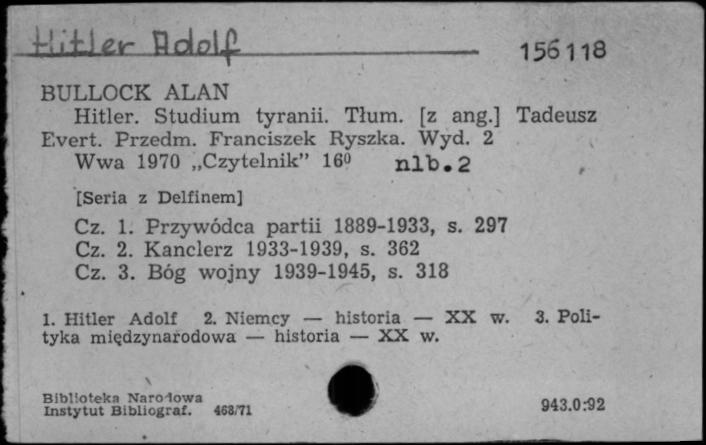 Hitler Adolf 156118
BULLOCK ALAN
Hitler. Studium tyranii. Tłum. [z ang.] Tadeusz
Evert. Przedm. Franciszek Ryszka. Wyd. 2
Wwa 1970 „Czytelnik” 16⁰ nlb.2
[Seria z Delfinem]
Cz. 1. Przywódca partii 1889-1933, s. 297
Cz. 2. Kanclerz 1933-1939, s. 362
Cz. 3. Bóg wojny 1939-1945, s. 318
1. Hitler Adolf 2. Niemcy — historia — XX w. 3. Poli-
tyka międzynarodowa — historia — XX w.
Biblioteka Narodowa
Instytut Bibliograf. 468/71 943.0:92